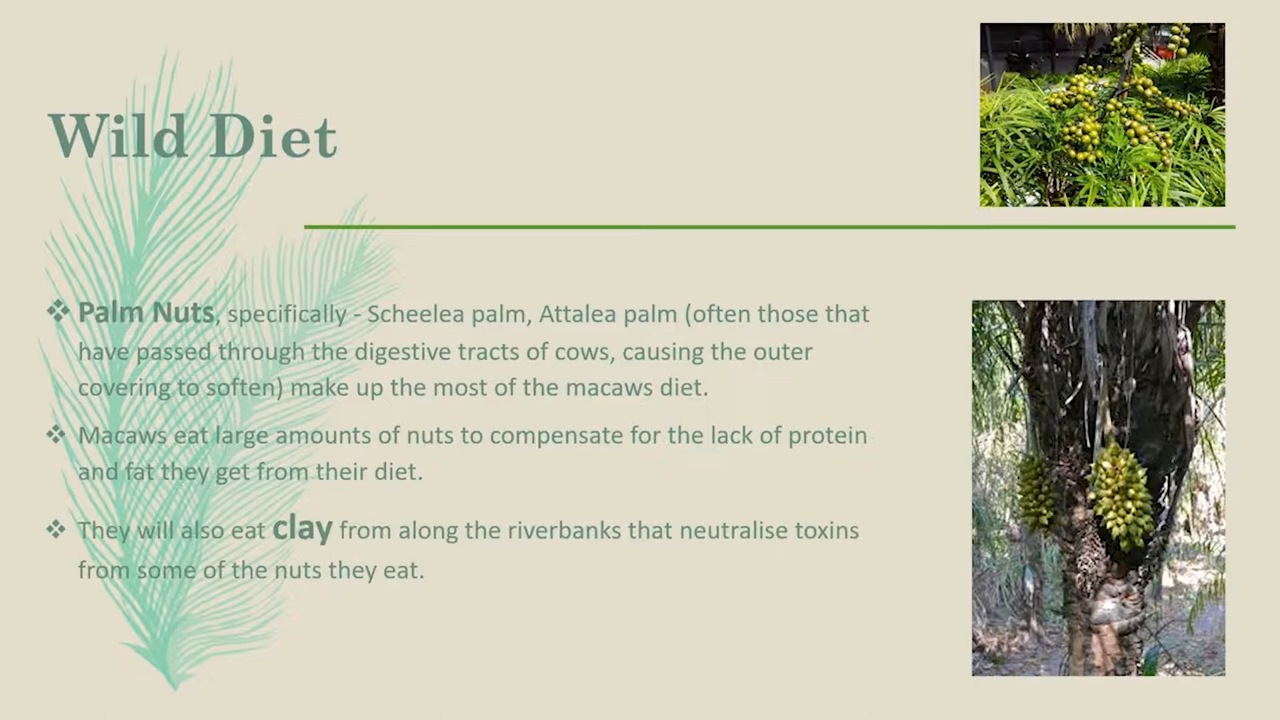 Wild Diet
❖ Palm Nuts, specifically - Scheelea palm, Attalea palm (often those that
have passed through the digestive tracts of cows, causing the outer
covering to soften) make up the most of the macaws diet.
❖ Macaws eat large amounts of nuts to compensate for the lack of protein
and fat they get from their diet.
❖ They will also eat clay from along the riverbanks that neutralise toxins
from some of the nuts they eat.